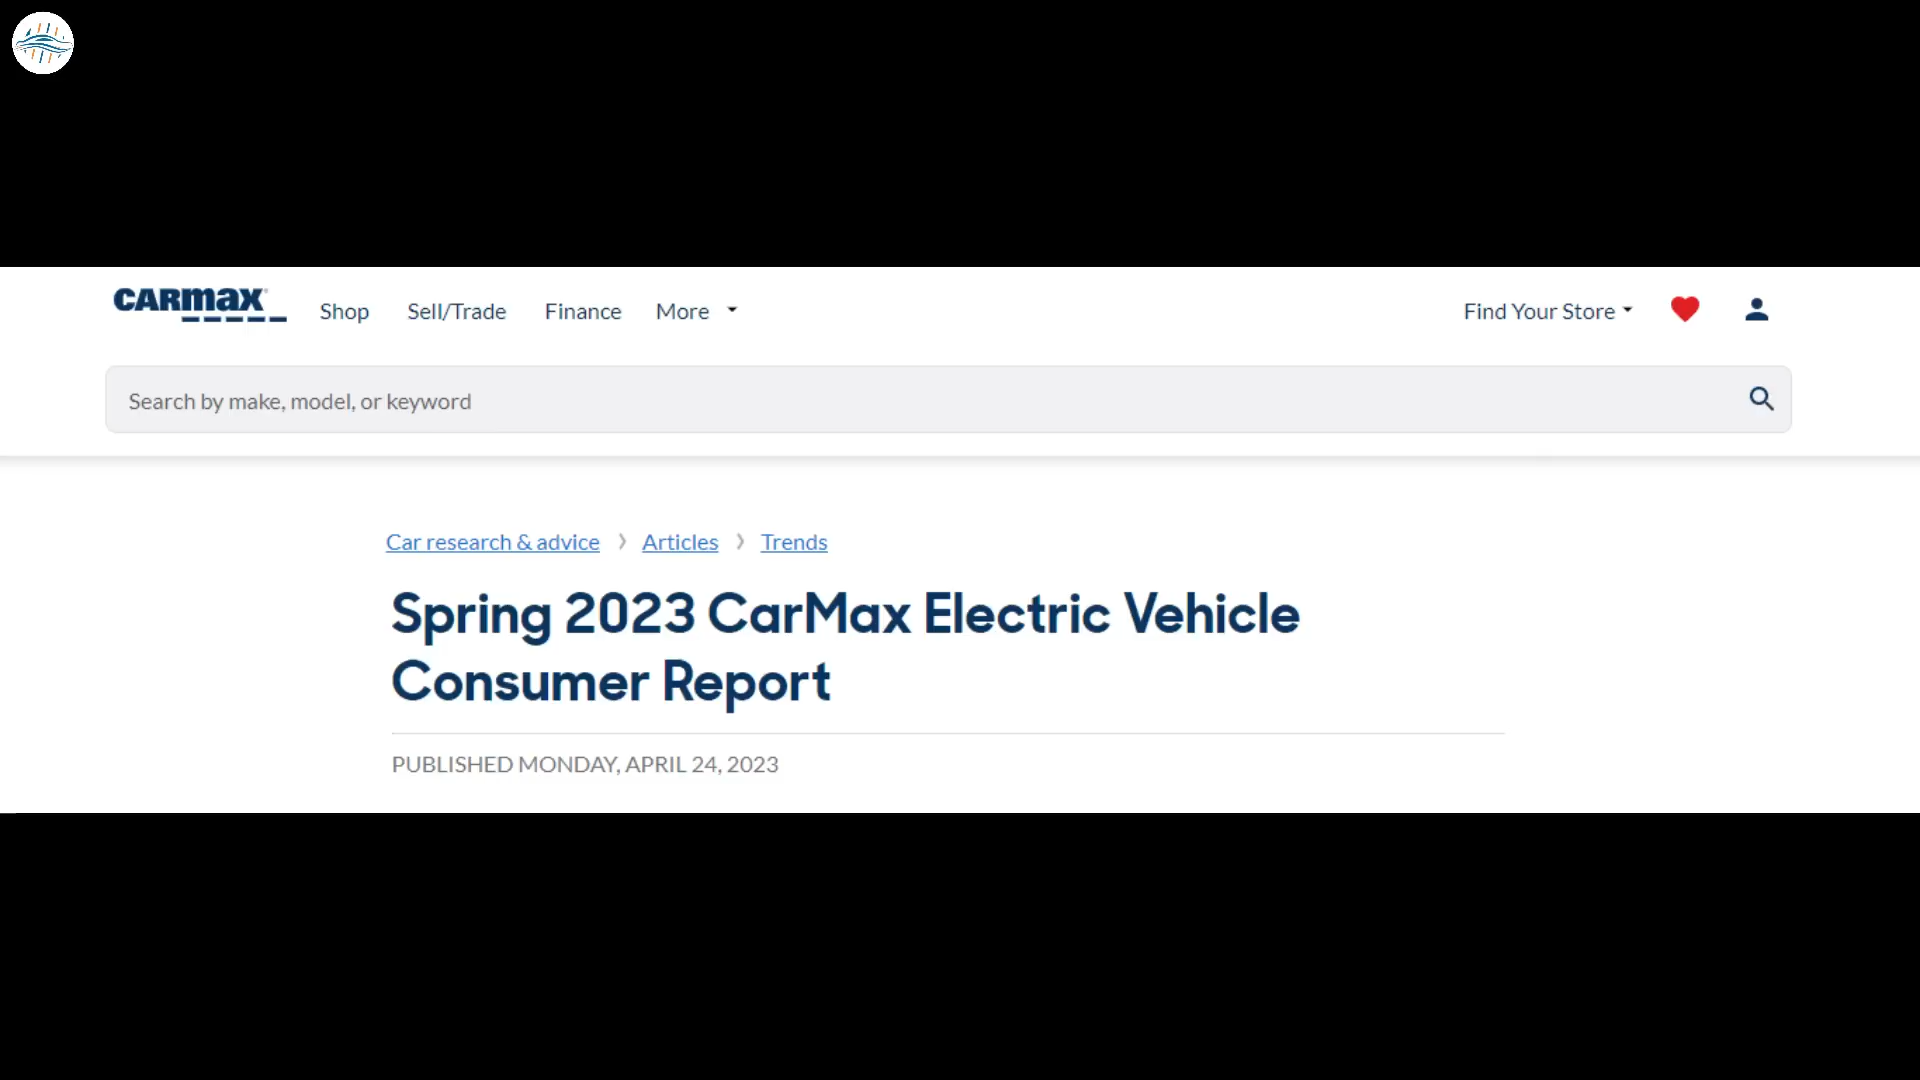 CARMAX Shop Sell/Trade Finance More Find Your Store
Search by make, model, or keyword
Car research & advice Articles Trends
Spring 2023 CarMax Electric Vehicle
Consumer Report
PUBLISHED MONDAY, APRIL 24, 2023